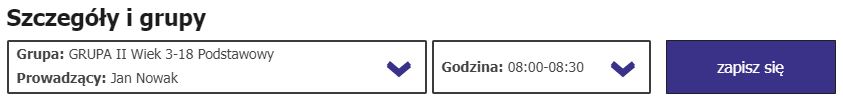 Szczegóły i grupy
Grupa: GRUPA II Wiek 3-18 Podstawowy
Prowadzący: Jan Nowak
Godzina: 08:00-08:30
zapisz się